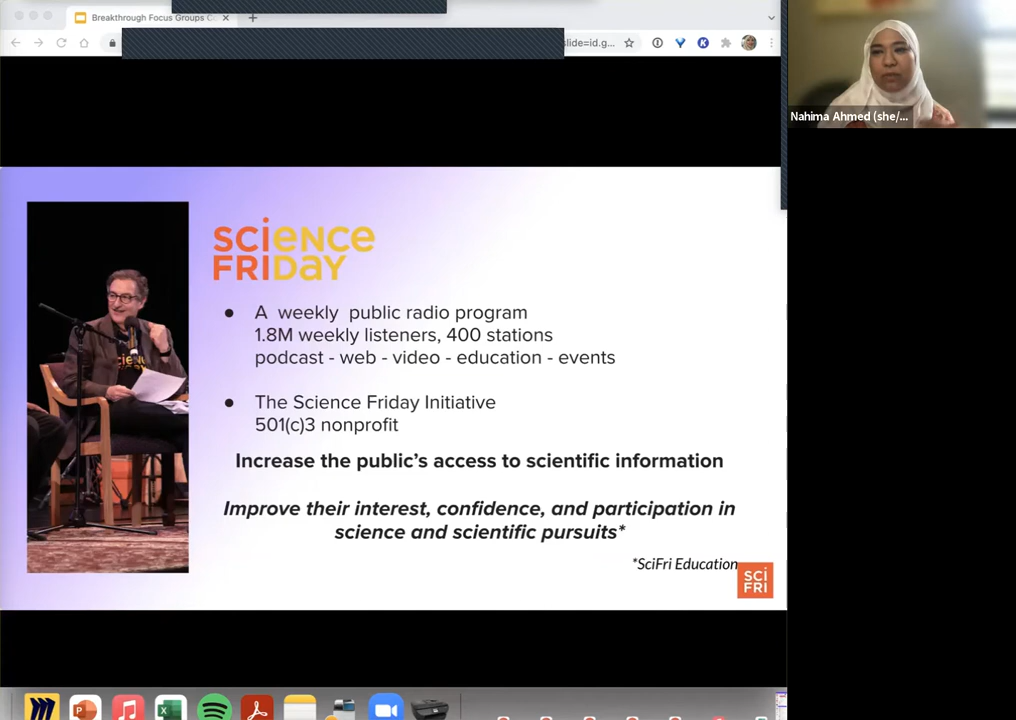 Breakthrough Focus Groups
slide=id.g...
Nahima Ahmed (she/...
SCIENCE
FRIDAY
● A weekly public radio program
1.8M weekly listeners, 400 stations
podcast - web - video - education - events
● The Science Friday Initiative
501(c)3 nonprofit
Increase the public's access to scientific information
Improve their interest, confidence, and participation in
science and scientific pursuits*
*SciFri Education
SCI
FRI